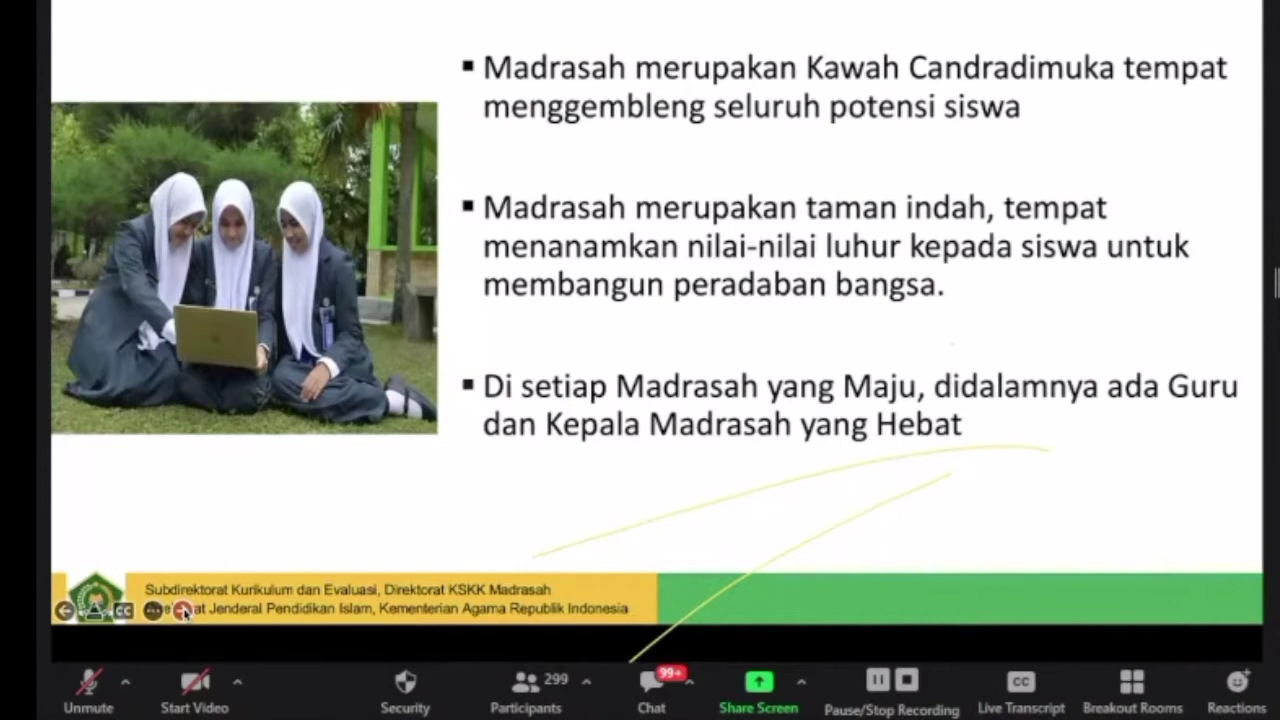 ▪ Madrasah merupakan Kawah Candradimuka tempat
menggembleng seluruh potensi siswa
▪ Madrasah merupakan taman indah, tempat
menanamkan nilai-nilai luhur kepada siswa untuk
membangun peradaban bangsa.
▪ Di setiap Madrasah yang Maju, didalamnya ada Guru
dan Kepala Madrasah yang Hebat
Subdirektorat Kurikulum dan Evaluasi, Direktorat KSKK Madrasah
Jenderal Pendidikan Islam, Kementerian Agama Republik Indonesia
CC
299
99+
CC
Unmute
Start Video
Security
Participants
Chat
Share Screen
Pause/Stop Recording
Live Transcript
Breakout Rooms
Reactions